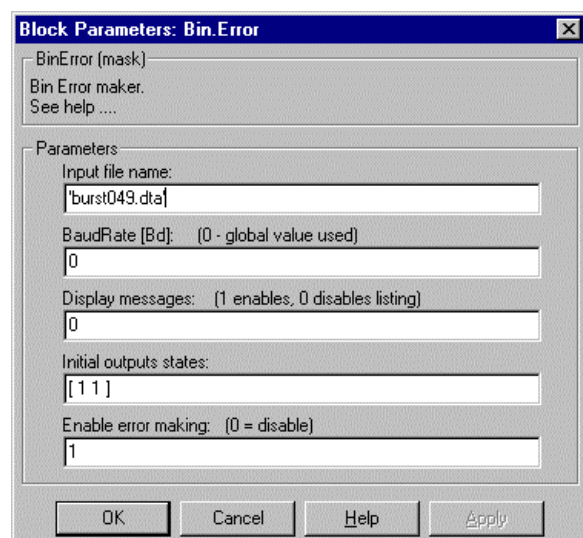 Block Parameters: Bin.Error
BinError (mask)
Bin Error maker.
See help ....
Parameters
Input file name:
'burst049.dta'
BaudRate [Bd]: (0 - global value used)
0
Display messages: (1 enables, 0 disables listing)
0
Initial outputs states:
[ 1 1 ]
Enable error making: (0 = disable)
1
OK Cancel Help Apply